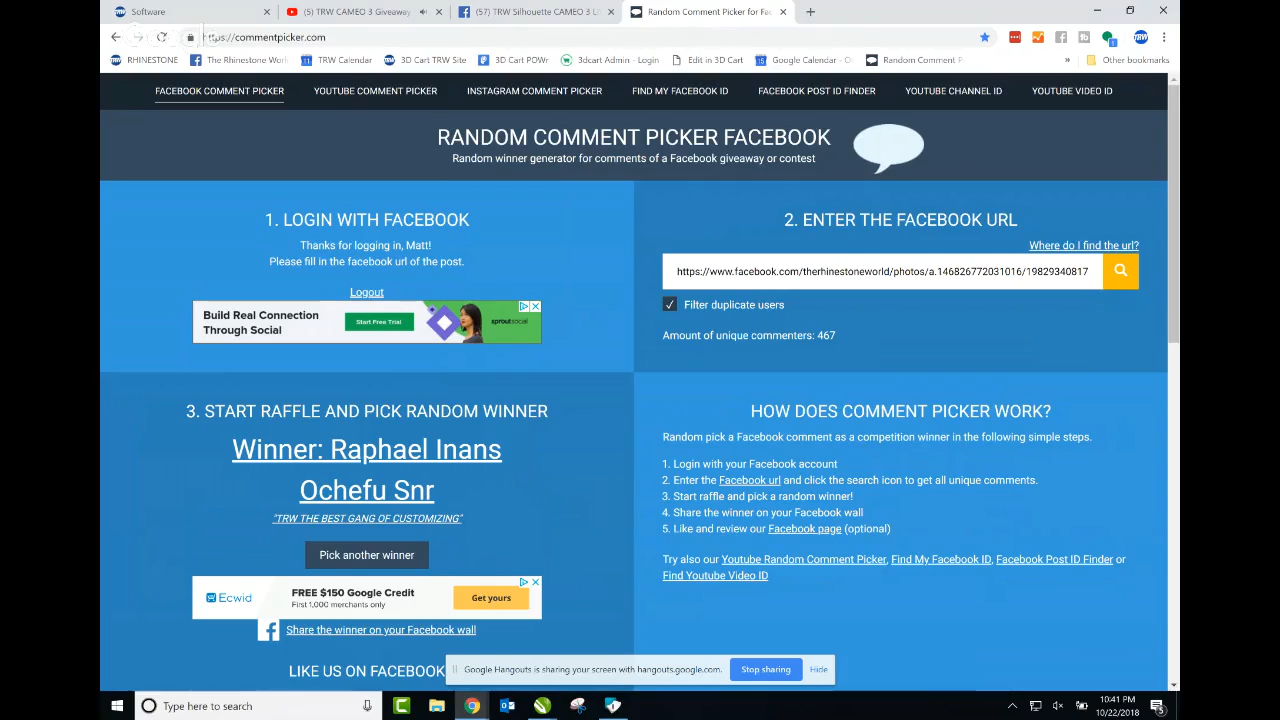 Software
(57) TRW CAMEO 3 Giveaway
(57) TRW Silhouette CAMEO 3 L
Random Comment Picker for Fac
https://commentpicker.com
RHINESTONE
The Rhinestone Work
TRW Calendar
3D Cart TRW Site
3D Cart POWr
3dcart Admin - Login
Edit in 3D Cart
Google Calendar - O
Random Comment P
»
Other bookmarks
FACEBOOK COMMENT PICKER
YOUTUBE COMMENT PICKER
INSTAGRAM COMMENT PICKER
FIND MY FACEBOOK ID
FACEBOOK POST ID FINDER
YOUTUBE CHANNEL ID
YOUTUBE VIDEO ID
RANDOM COMMENT PICKER FACEBOOK
Random winner generator for comments of a Facebook giveaway or contest
1. LOGIN WITH FACEBOOK
Thanks for logging in, Matt!
Please fill in the facebook url of the post.
Logout
Build Real Connection
Through Social
Start Free Trial
sproutsocial
2. ENTER THE FACEBOOK URL
Where do I find the url?
https://www.facebook.com/therhinestoneworld/photos/a.146826772031016/19829340817
Filter duplicate users
Amount of unique commenters: 467
3. START RAFFLE AND PICK RANDOM WINNER
Winner: Raphael Inans
Ochefu Snr
"TRW THE BEST GANG OF CUSTOMIZING"
Pick another winner
Ecwid
FREE $150 Google Credit
First 1,000 merchants only
Get yours
Share the winner on your Facebook wall
LIKE US ON FACEBOOK
HOW DOES COMMENT PICKER WORK?
Random pick a Facebook comment as a competition winner in the following simple steps.
1. Login with your Facebook account
2. Enter the Facebook url and click the search icon to get all unique comments.
3. Start raffle and pick a random winner!
4. Share the winner on your Facebook wall
5. Like and review our Facebook page (optional)
Try also our Youtube Random Comment Picker, Find My Facebook ID, Facebook Post ID Finder or
Find Youtube Video ID
Google Hangouts is sharing your screen with hangouts.google.com.
Stop sharing
Hide
Type here to search
10:41 PM
10/22/2018
5